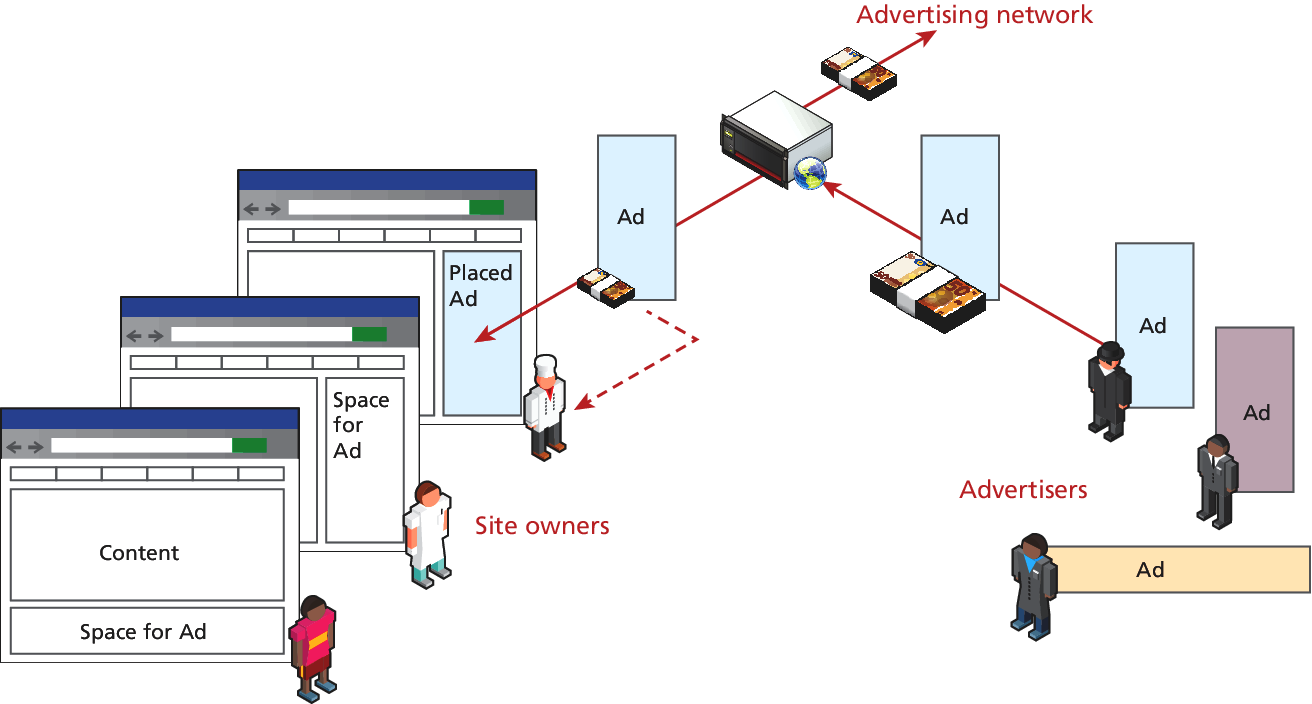 Advertising network
Ad
Ad
Placed
Ad
Ad
Space
for
Ad
Ad
Advertisers
Site owners
Content
Ad
Space for Ad